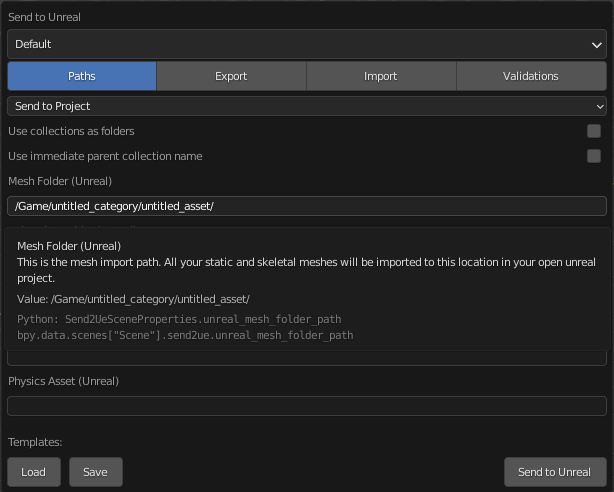 Send to Unreal
Default
Paths Export Import Validations
Send to Project
Use collections as folders
Use immediate parent collection name
Mesh Folder (Unreal)
/Game/untitled_category/untitled_asset/
Mesh Folder (Unreal)
This is the mesh import path. All your static and skeletal meshes will be imported to this location in your open unreal
project.
Value: /Game/untitled_category/untitled_asset/
Python: Send2UeSceneProperties.unreal_mesh_folder_path
bpy.data.scenes["Scene"].send2ue.unreal_mesh_folder_path
Physics Asset (Unreal)
Templates:
Load Save Send to Unreal